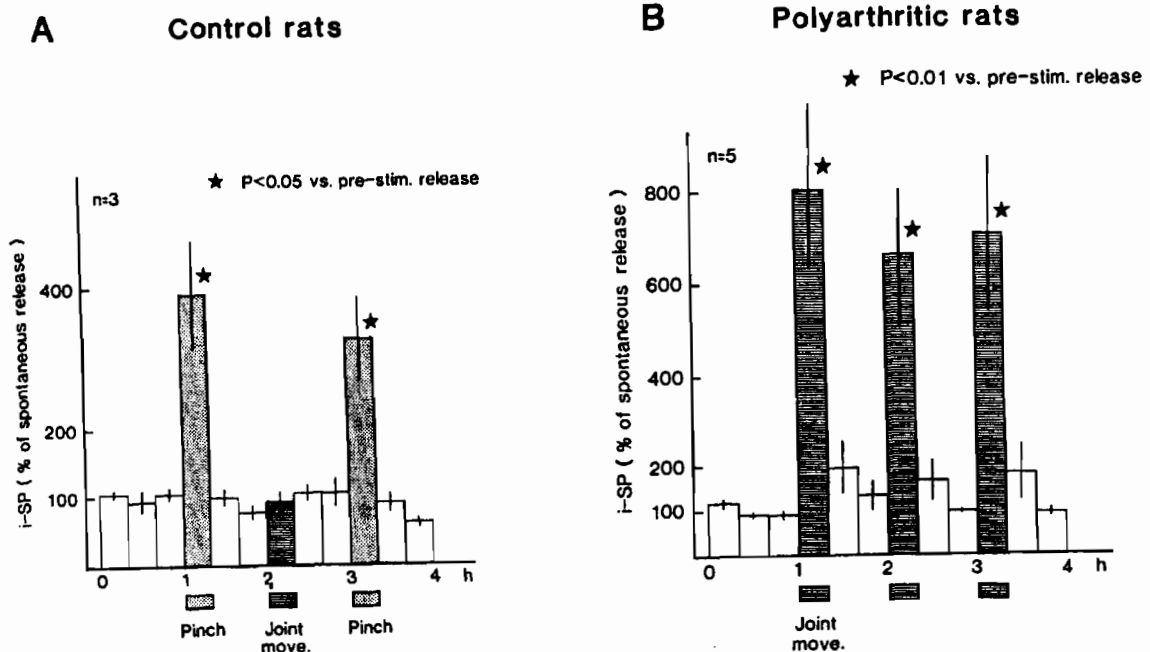 A
Control rats
★ P<0.05 vs. pre-stim. release
n=3
i-SP ( % of spontaneous release )
400
200
100
0 1 2 3 4 h
Pinch Joint move. Pinch
B
Polyarthritic rats
★ P<0.01 vs. pre-stim. release
n=5
i-SP ( % of spontaneous release )
800
600
400
200
100
0 1 2 3 4 h
Joint
move.